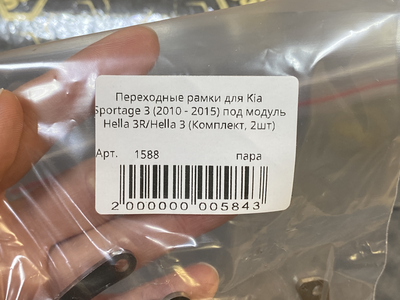 Переходные рамки для Kia
Sportage 3 (2010 - 2015) под модуль
Hella 3R/Hella 3 (Комплект, 2шт)
Арт. 1588 пара
2 000000 005843